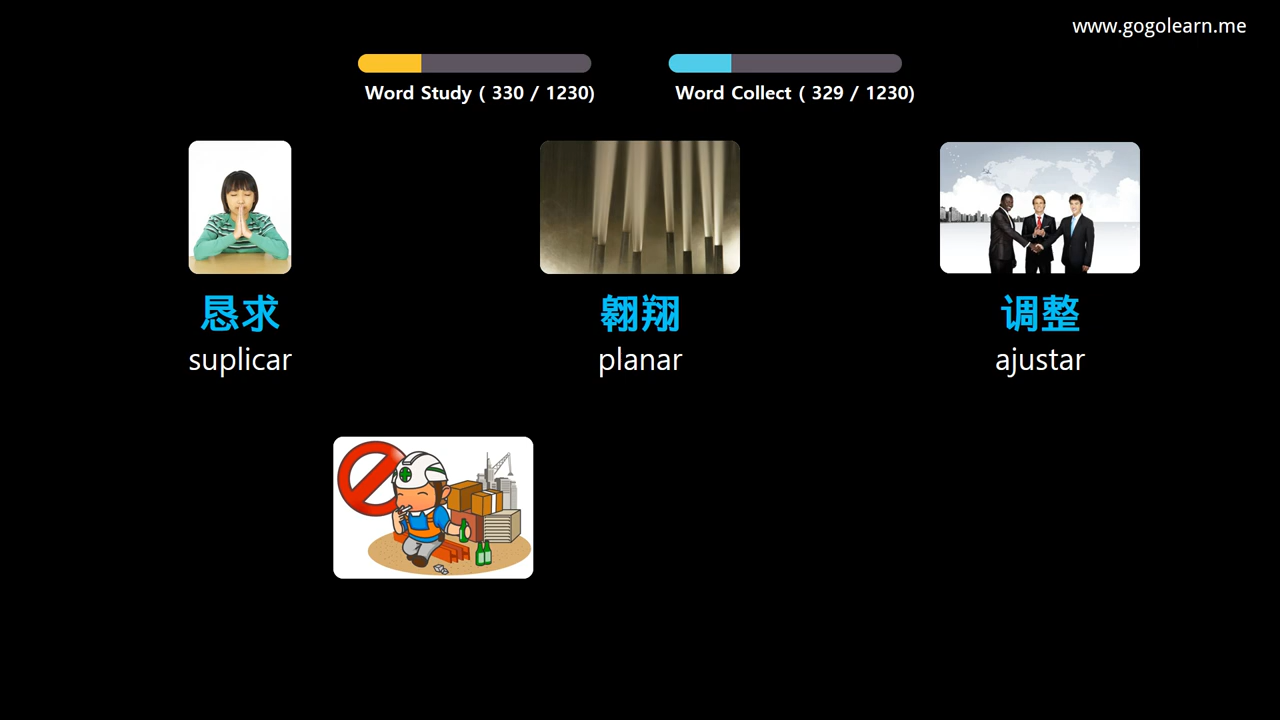 www.gogolearn.me
Word Study ( 330 / 1230)
Word Collect ( 329 / 1230)
恳求
翱翔
调整
suplicar
planar
ajustar